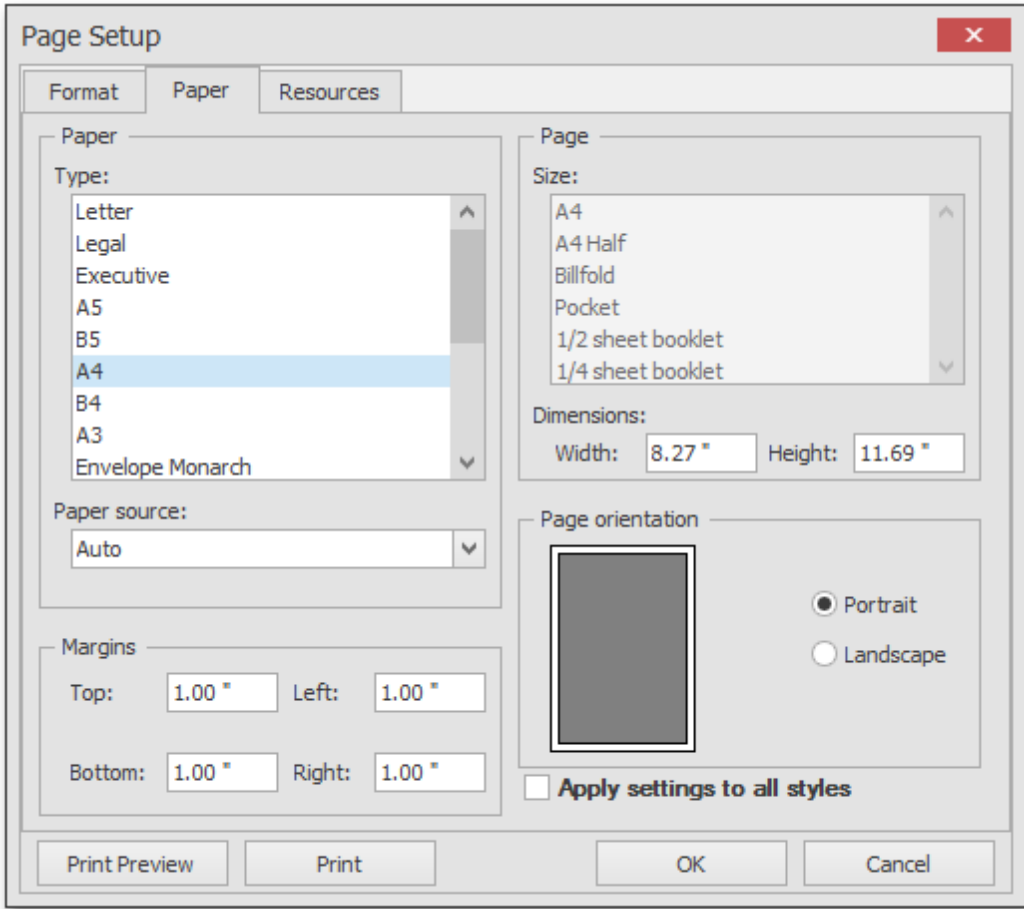 Page Setup
Format Paper Resources
Paper
Type:
Letter
Legal
Executive
A5
B5
A4
B4
A3
Envelope Monarch
Paper source:
Auto
Margins
Top: 1.00 " Left: 1.00 "
Bottom: 1.00 " Right: 1.00 "
Page
Size:
A4
A4 Half
Billfold
Pocket
1/2 sheet booklet
1/4 sheet booklet
Dimensions:
Width: 8.27 " Height: 11.69 "
Page orientation
Portrait
Landscape
Apply settings to all styles
Print Preview Print OK Cancel